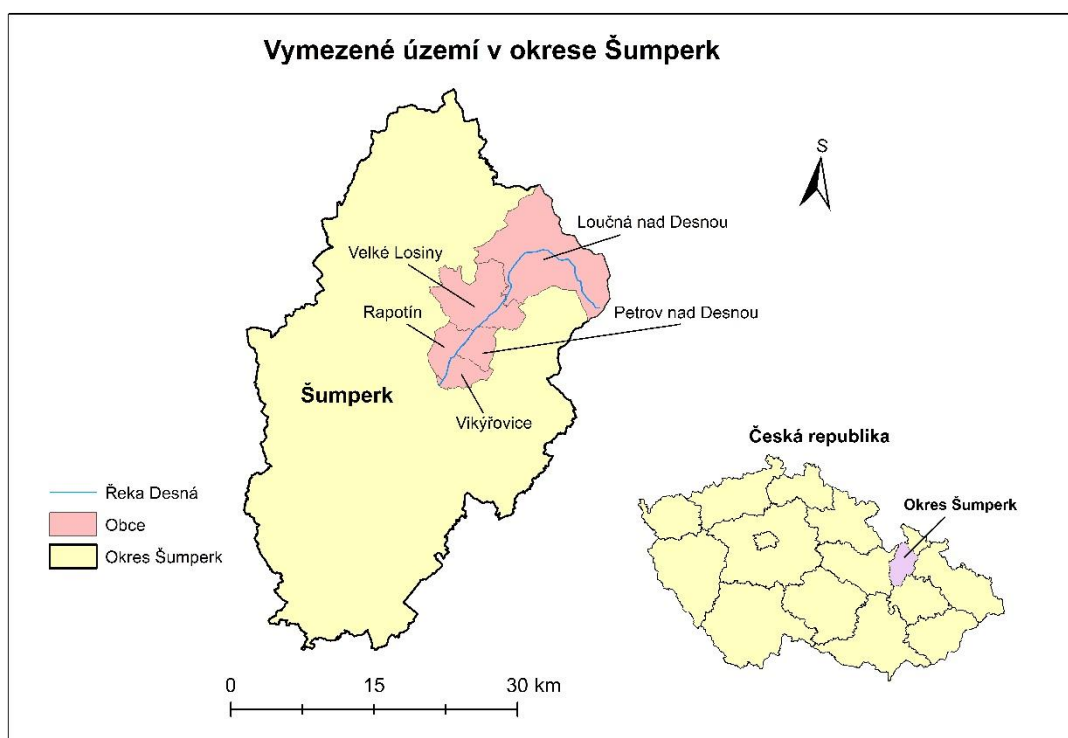 Vymezené území v okrese Šumperk
S
Loučná nad Desnou
Velké Losiny
Rapotín
Petrov nad Desnou
Šumperk
Vikýřovice
Česká republika
Okres Šumperk
Řeka Desná
Obce
Okres Šumperk
0 15 30 km